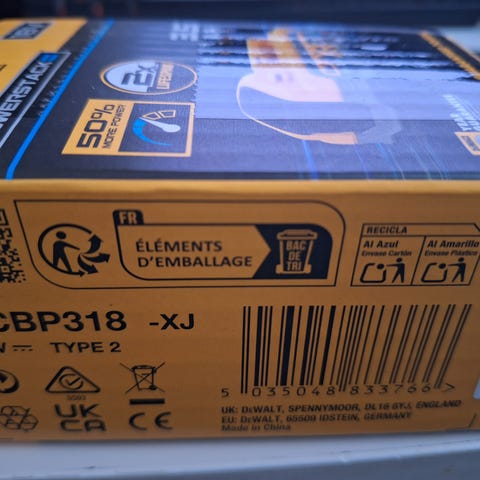 POWERSTACK
2X
LIFESPAN
50%
MORE POWER
FR
ÉLÉMENTS
D'EMBALLAGE
BAC
DE
TRI
RECICLA
Al Azul
Envase Cartón
Al Amarillo
Envase Plástico
CBP318 -XJ
TYPE 2
UK
CA
CE
5 035048 833766 >
UK: DeWALT, SPENNYMOOR, DL16 6YJ, ENGLAND
EU: DeWALT, 65509 IDSTEIN, GERMANY
Made in China